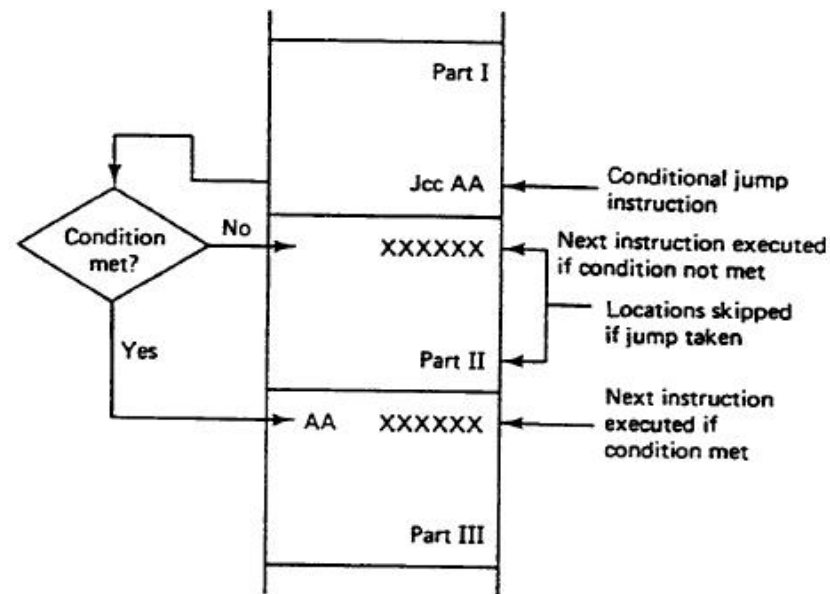 Part I
Jcc AA
Conditional jump
instruction
Condition
met?
No
XXXXXX
Next instruction executed
if condition not met
Locations skipped
if jump taken
Yes
Part II
AA XXXXXX
Next instruction
executed if
condition met
Part III